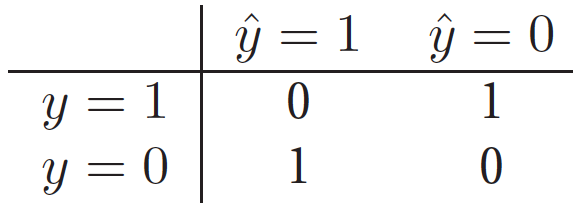 ŷ = 1 ŷ = 0
y = 1 0 1
y = 0 1 0